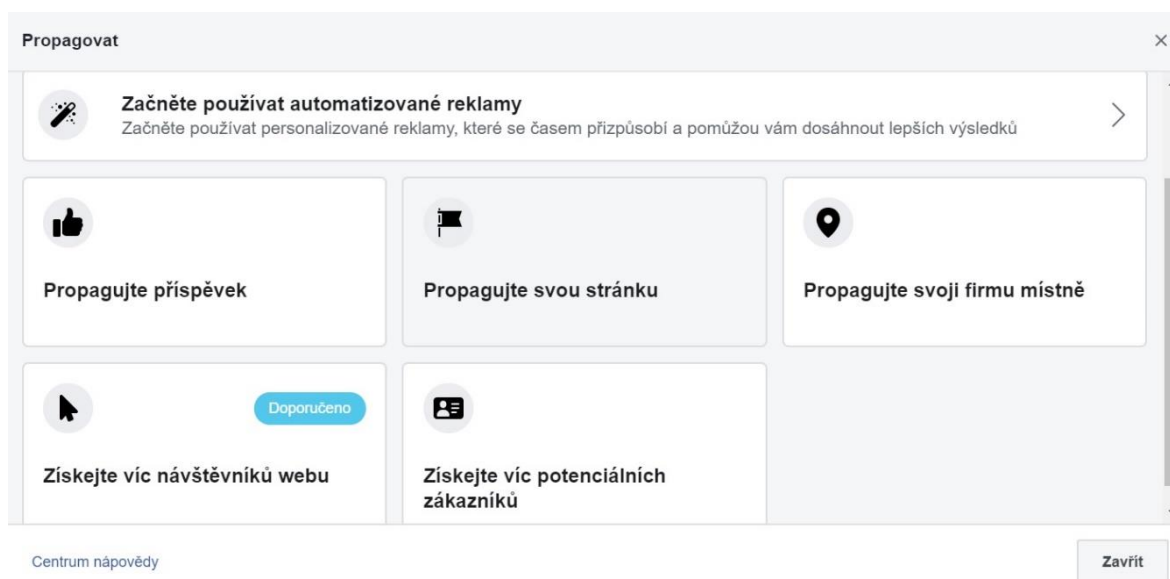 Propagovat
Začněte používat automatizované reklamy
Začněte používat personalizované reklamy, které se časem přizpůsobí a pomůžou vám dosáhnout lepších výsledků
Propagujte příspěvek
Propagujte svou stránku
Propagujte svoji firmu místně
Doporučeno
Získejte víc návštěvníků webu
Získejte víc potenciálních
zákazníků
Centrum nápovědy
Zavřít